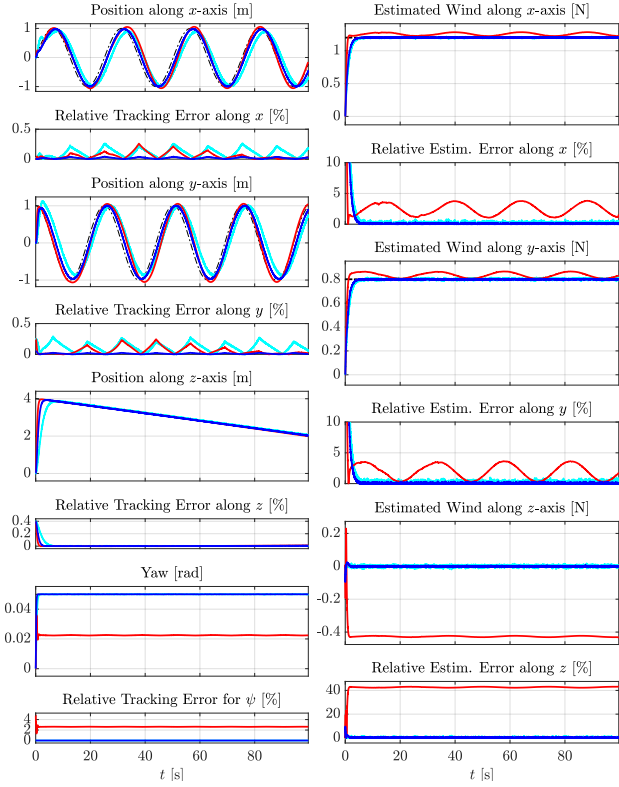 Position along x-axis [m]
1
0
-1
Relative Tracking Error along x [%]
0.5
0
Position along y-axis [m]
1
0
-1
Relative Tracking Error along y [%]
0.5
0
Position along z-axis [m]
4
2
0
Relative Tracking Error along z [%]
0.4
0.2
0
Yaw [rad]
0.04
0.02
0
Relative Tracking Error for ψ [%]
4
2
0
0 20 40 60 80
t [s]
Estimated Wind along x-axis [N]
1
0
Relative Estim. Error along x [%]
10
5
0
Estimated Wind along y-axis [N]
0.8
0.4
0
Relative Estim. Error along y [%]
10
5
0
Estimated Wind along z-axis [N]
0.2
0
-0.2
-0.4
Relative Estim. Error along z [%]
40
20
0
0 20 40 60 80
t [s]